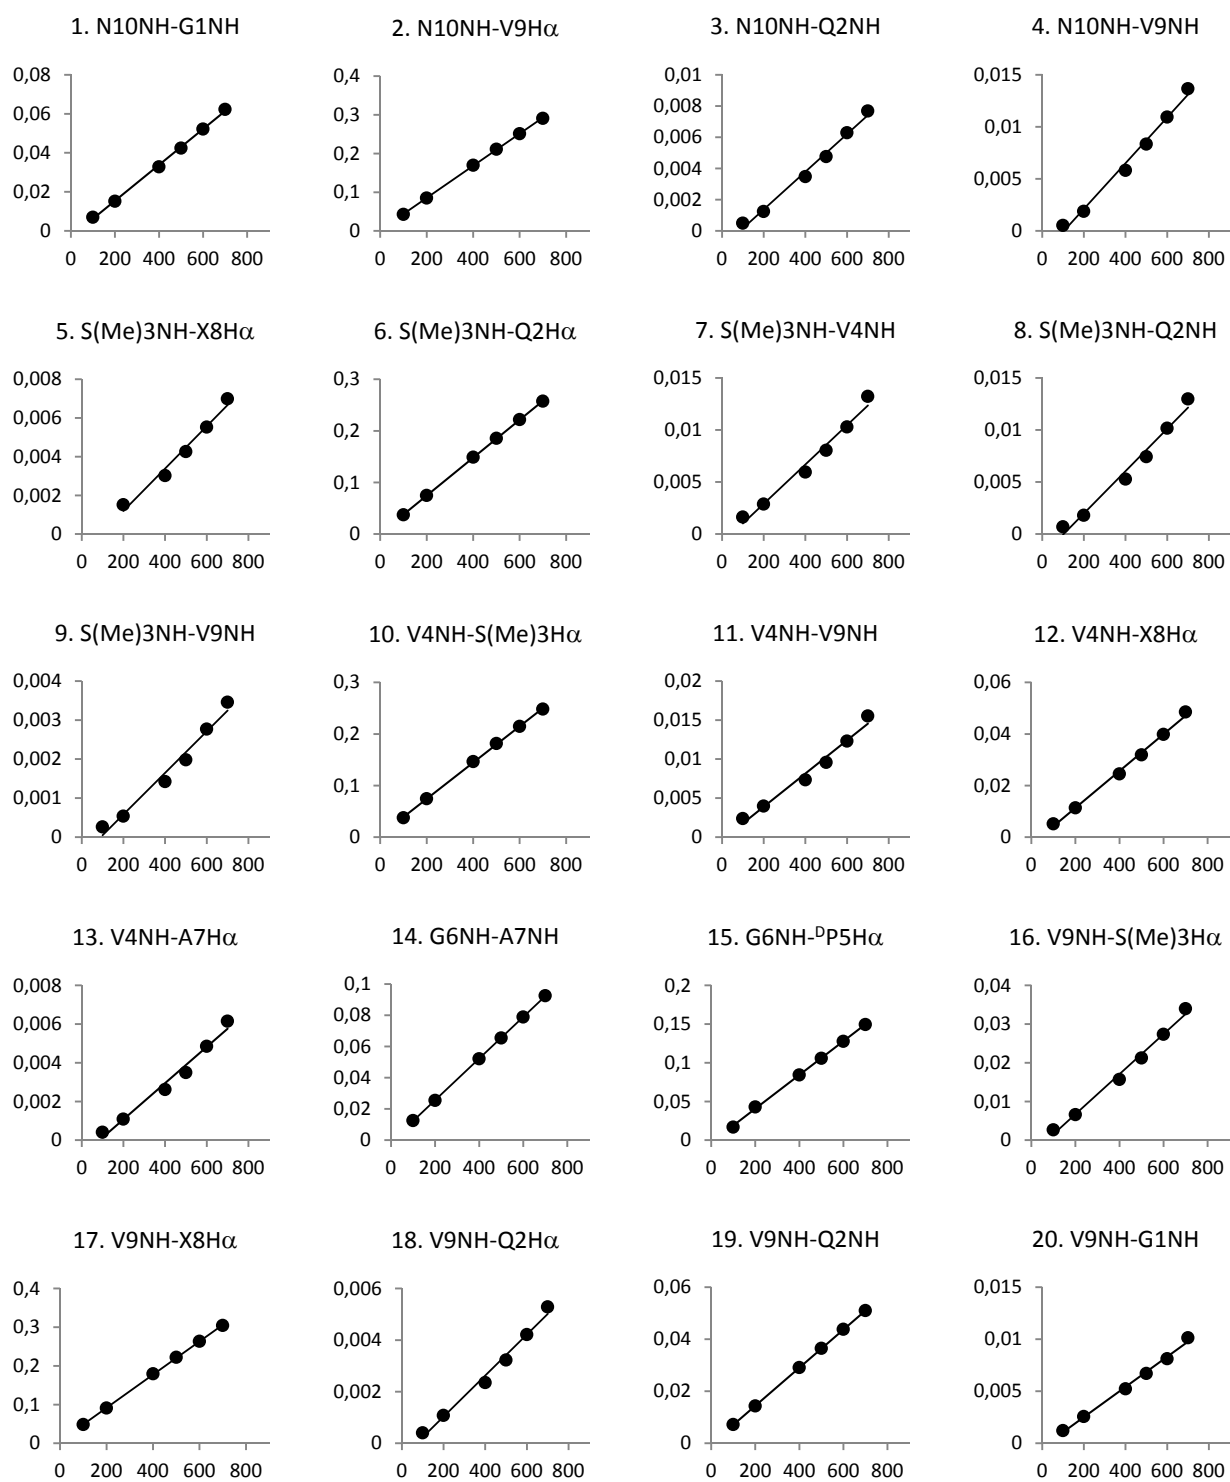 1. N10NH-G1NH
0,08
0,06
0,04
0,02
0
0 200 400 600 800
2. N10NH-V9Hα
0,4
0,3
0,2
0,1
0
0 200 400 600 800
3. N10NH-Q2NH
0,01
0,008
0,006
0,004
0,002
0
0 200 400 600 800
4. N10NH-V9NH
0,015
0,01
0,005
0
0 200 400 600 800
5. S(Me)3NH-X8Hα
0,008
0,006
0,004
0,002
0
0 200 400 600 800
6. S(Me)3NH-Q2Hα
0,3
0,2
0,1
0
0 200 400 600 800
7. S(Me)3NH-V4NH
0,015
0,01
0,005
0
0 200 400 600 800
8. S(Me)3NH-Q2NH
0,015
0,01
0,005
0
0 200 400 600 800
9. S(Me)3NH-V9NH
0,004
0,003
0,002
0,001
0
0 200 400 600 800
10. V4NH-S(Me)3Hα
0,3
0,2
0,1
0
0 200 400 600 800
11. V4NH-V9NH
0,02
0,015
0,01
0,005
0
0 200 400 600 800
12. V4NH-X8Hα
0,06
0,04
0,02
0
0 200 400 600 800
13. V4NH-A7Hα
0,008
0,006
0,004
0,002
0
0 200 400 600 800
14. G6NH-A7NH
0,1
0,08
0,06
0,04
0,02
0
0 200 400 600 800
15. G6NH-ᴰP5Hα
0,2
0,15
0,1
0,05
0
0 200 400 600 800
16. V9NH-S(Me)3Hα
0,04
0,03
0,02
0,01
0
0 200 400 600 800
17. V9NH-X8Hα
0,4
0,3
0,2
0,1
0
0 200 400 600 800
18. V9NH-Q2Hα
0,006
0,004
0,002
0
0 200 400 600 800
19. V9NH-Q2NH
0,06
0,04
0,02
0
0 200 400 600 800
20. V9NH-G1NH
0,015
0,01
0,005
0
0 200 400 600 800